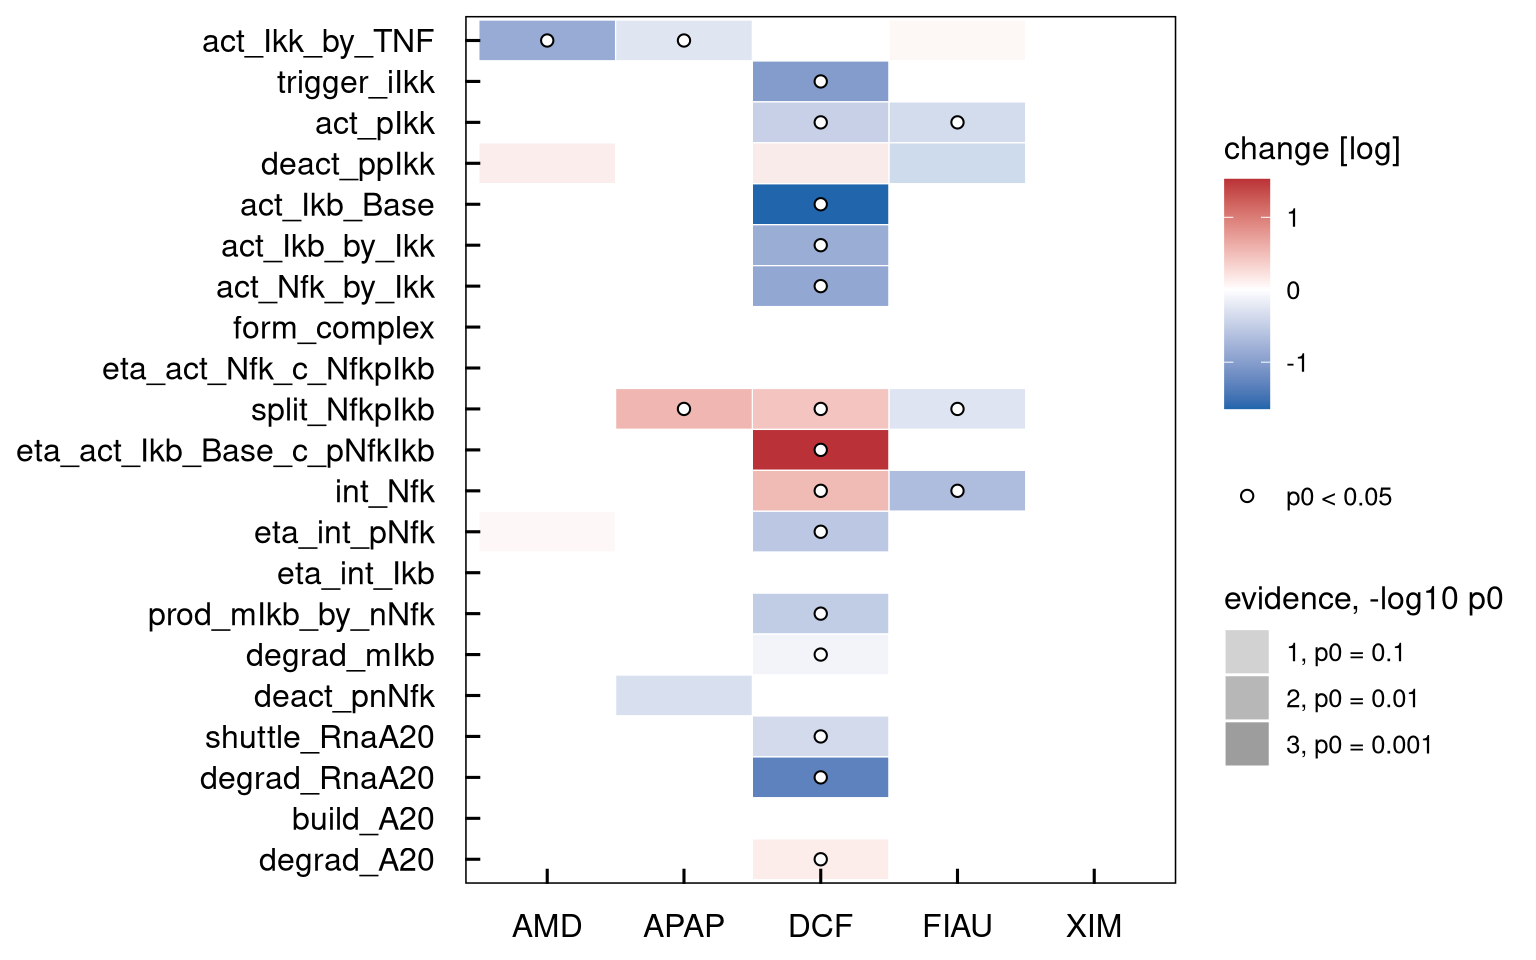 act_Ikk_by_TNF
trigger_iIkk
act_pIkk
deact_ppIkk
act_Ikb_Base
act_Ikb_by_Ikk
act_Nfk_by_Ikk
form_complex
eta_act_Nfk_c_NfkpIkb
split_NfkpIkb
eta_act_Ikb_Base_c_pNfkIkb
int_Nfk
eta_int_pNfk
eta_int_Ikb
prod_mIkb_by_nNfk
degrad_mIkb
deact_pnNfk
shuttle_RnaA20
degrad_RnaA20
build_A20
degrad_A20
AMD APAP DCF FIAU XIM
change [log]
1
0
-1
p0 < 0.05
evidence, -log10 p0
1, p0 = 0.1
2, p0 = 0.01
3, p0 = 0.001